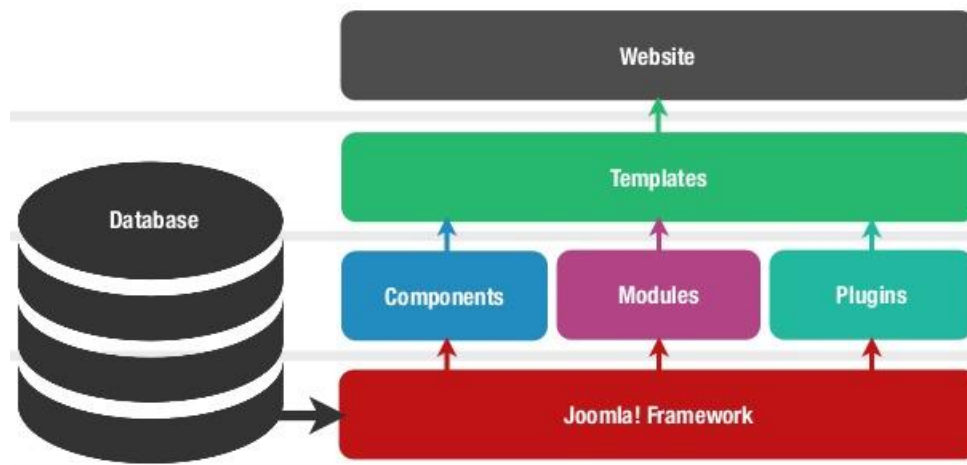 Website
Templates
Database
Components
Modules
Plugins
Joomla! Framework